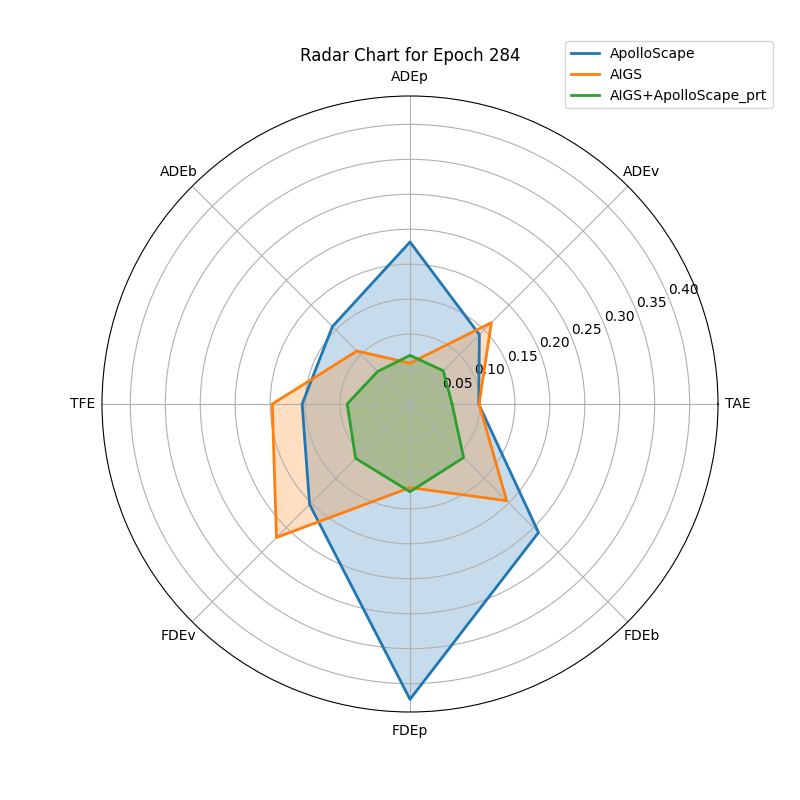 Radar Chart for Epoch 284
ApolloScape
AIGS
AIGS+ApolloScape_prt
ADEp
ADEb
ADEv
0.40
0.35
0.30
0.25
0.20
0.15
0.10
0.05
TFE
TAE
FDEv
FDEb
FDEp